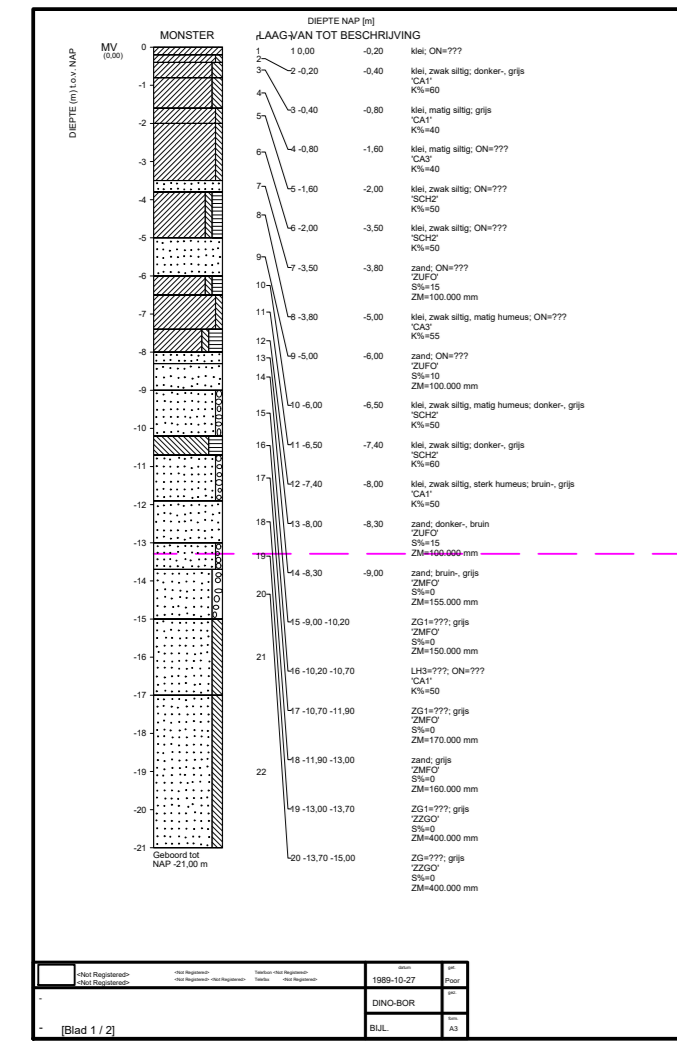 DIEPTE NAP [m]
MONSTER
LAAG VAN TOT BESCHRIJVING
DIEPTE (m) t.o.v. NAP
MV
(0,00)
0
-1
-2
-3
-4
-5
-6
-7
-8
-9
-10
-11
-12
-13
-14
-15
-16
-17
-18
-19
-20
-21
Geboord tot
NAP -21,00 m
1
2
3
4
5
6
7
8
9
10
11
12
13
14
15
16
17
18
19
20
21
22
1 0,00 -0,20 klei; ON=???
2 -0,20 -0,40 klei, zwak siltig; donker-, grijs
'CA1'
K%=60
3 -0,40 -0,80 klei, matig siltig; grijs
'CA1'
K%=40
4 -0,80 -1,60 klei, matig siltig; ON=???
'CA3'
K%=40
5 -1,60 -2,00 klei, zwak siltig; ON=???
'SCH2'
K%=50
6 -2,00 -3,50 klei, zwak siltig; ON=???
'SCH2'
K%=50
7 -3,50 -3,80 zand; ON=???
'ZUFO'
S%=15
ZM=100.000 mm
8 -3,80 -5,00 klei, zwak siltig, matig humeus; ON=???
'CA3'
K%=55
9 -5,00 -6,00 zand; ON=???
'ZUFO'
S%=10
ZM=100.000 mm
10 -6,00 -6,50 klei, zwak siltig, matig humeus; donker-, grijs
'SCH2'
K%=50
11 -6,50 -7,40 klei, zwak siltig; donker-, grijs
'SCH2'
K%=60
12 -7,40 -8,00 klei, zwak siltig, sterk humeus; bruin-, grijs
'CA1'
K%=50
13 -8,00 -8,30 zand; donker-, bruin
'ZUFO'
S%=15
ZM=100.000 mm
14 -8,30 -9,00 zand; bruin-, grijs
'ZMFO'
S%=0
ZM=155.000 mm
15 -9,00 -10,20 ZG1=???; grijs
'ZMFO'
S%=0
ZM=150.000 mm
16 -10,20 -10,70 LH3=???; ON=???
'CA1'
K%=50
17 -10,70 -11,90 ZG1=???; grijs
'ZMFO'
S%=0
ZM=170.000 mm
18 -11,90 -13,00 zand; grijs
'ZMFO'
S%=0
ZM=160.000 mm
19 -13,00 -13,70 ZG1=???; grijs
'ZZGO'
S%=0
ZM=400.000 mm
20 -13,70 -15,00 ZG=???; grijs
'ZZGO'
S%=0
ZM=400.000 mm
<Not Registered> <Not Registered> Telefoon <Not Registered>
<Not Registered> <Not Registered> <Not Registered> Telefax <Not Registered>
datum
1989-10-27
get.
Poor
-
DINO-BOR
gez.
- [Blad 1 / 2]
BIJL.
form.
A3